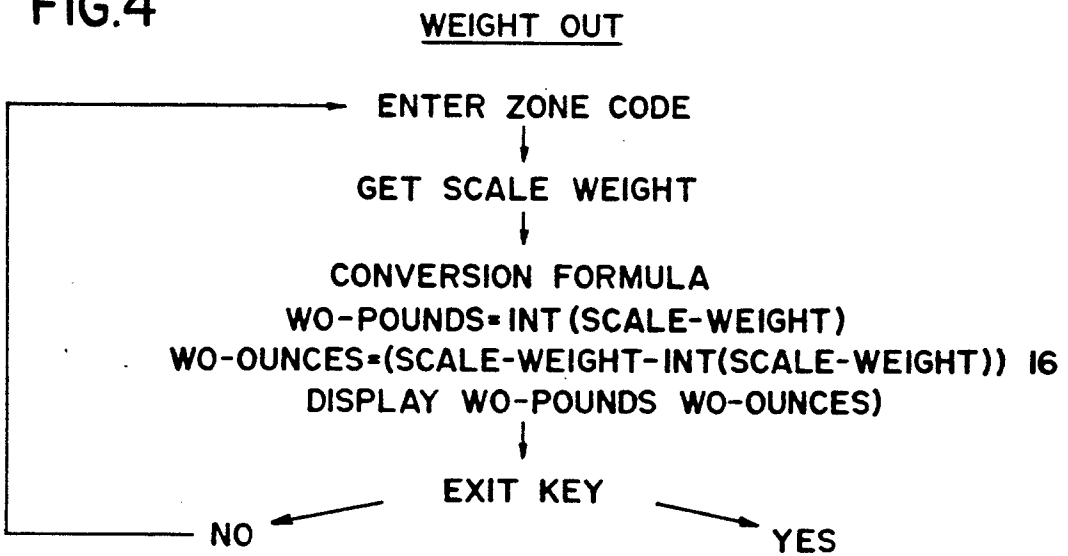 FIG.4
WEIGHT OUT
ENTER ZONE CODE
GET SCALE WEIGHT
CONVERSION FORMULA
WO-POUNDS=INT (SCALE-WEIGHT)
WO-OUNCES=(SCALE-WEIGHT-INT(SCALE-WEIGHT)) 16
DISPLAY WO-POUNDS WO-OUNCES)
EXIT KEY
NO
YES